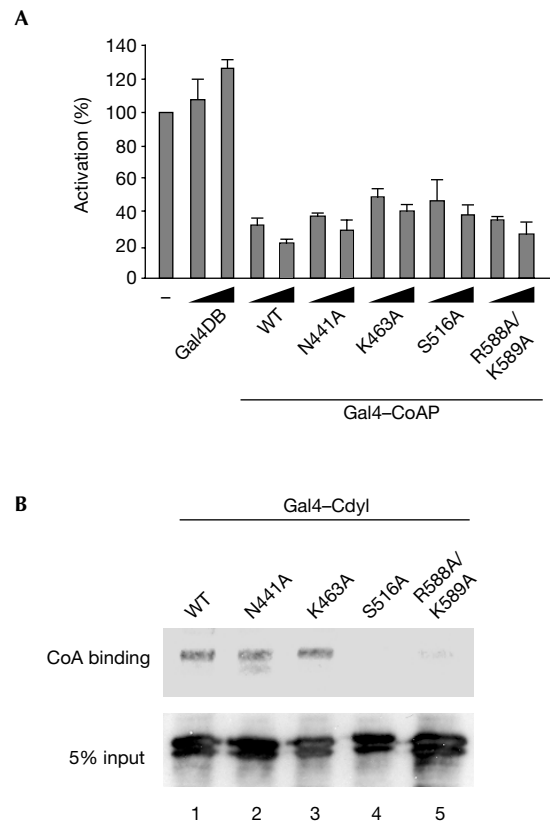 A
Activation (%)
140
120
100
80
60
40
20
0
–
Gal4DB
WT
N441A
K463A
S516A
R588A/
K589A
Gal4–CoAP
B
Gal4–Cdyl
WT
N441A
K463A
S516A
R588A/
K589A
CoA binding
5% input
1 2 3 4 5